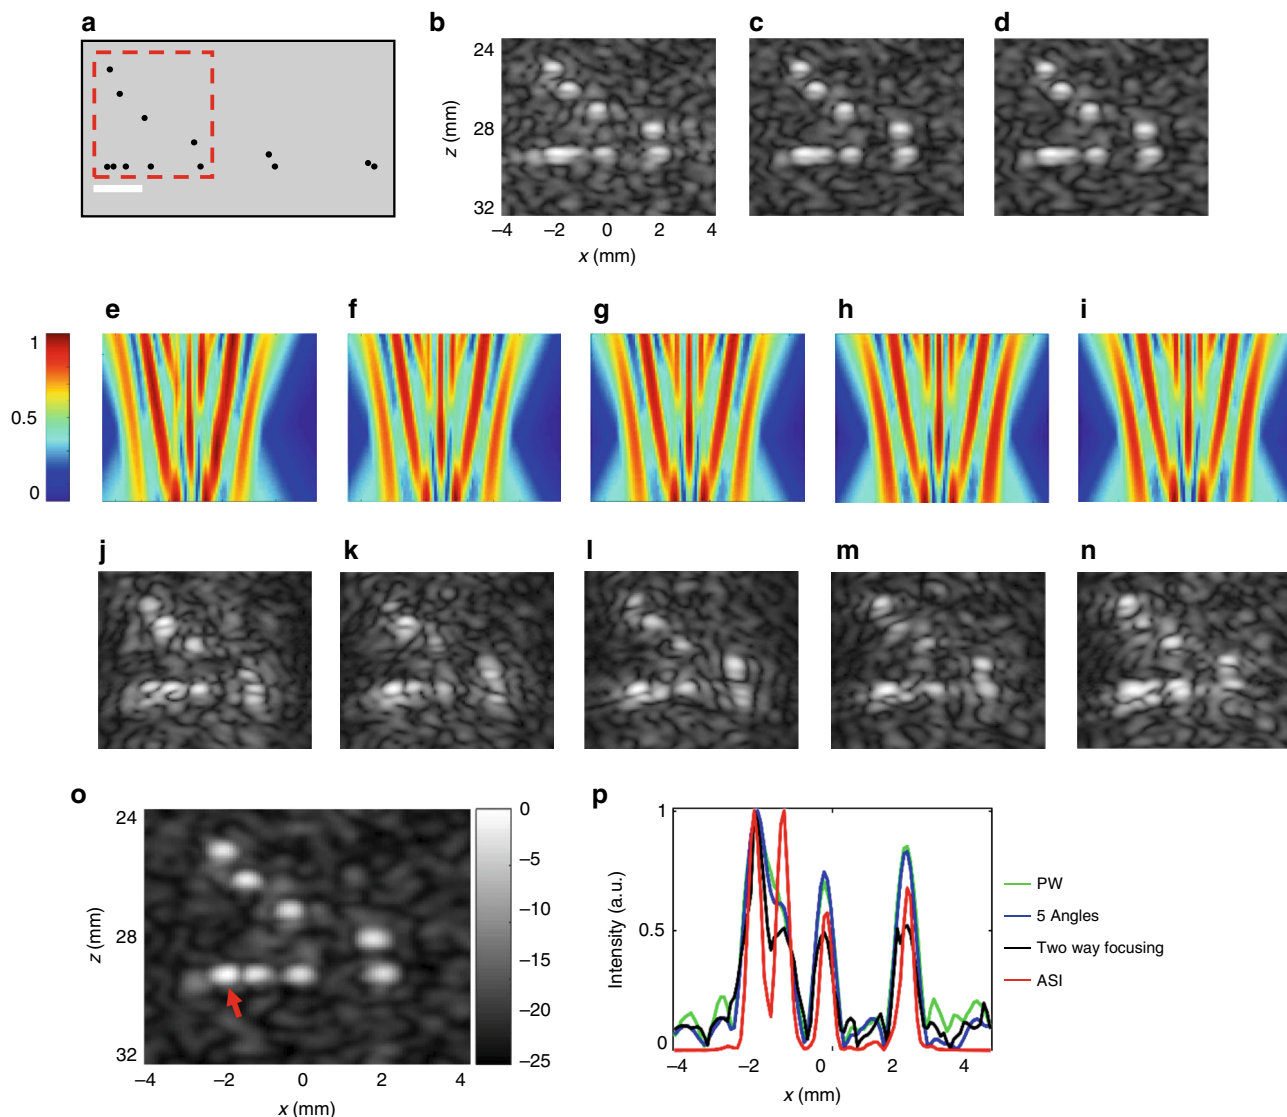 a
b
c
d
24
28
32
z (mm)
−4 −2 0 2 4
x (mm)
e
f
g
h
i
1
0.5
0
j
k
l
m
n
o
24
28
32
z (mm)
−4 −2 0 2 4
x (mm)
0
−5
−10
−15
−20
−25
p
1
0.5
0
Intensity (a.u.)
−4 −2 0 2 4
x (mm)
PW
5 Angles
Two way focusing
ASI